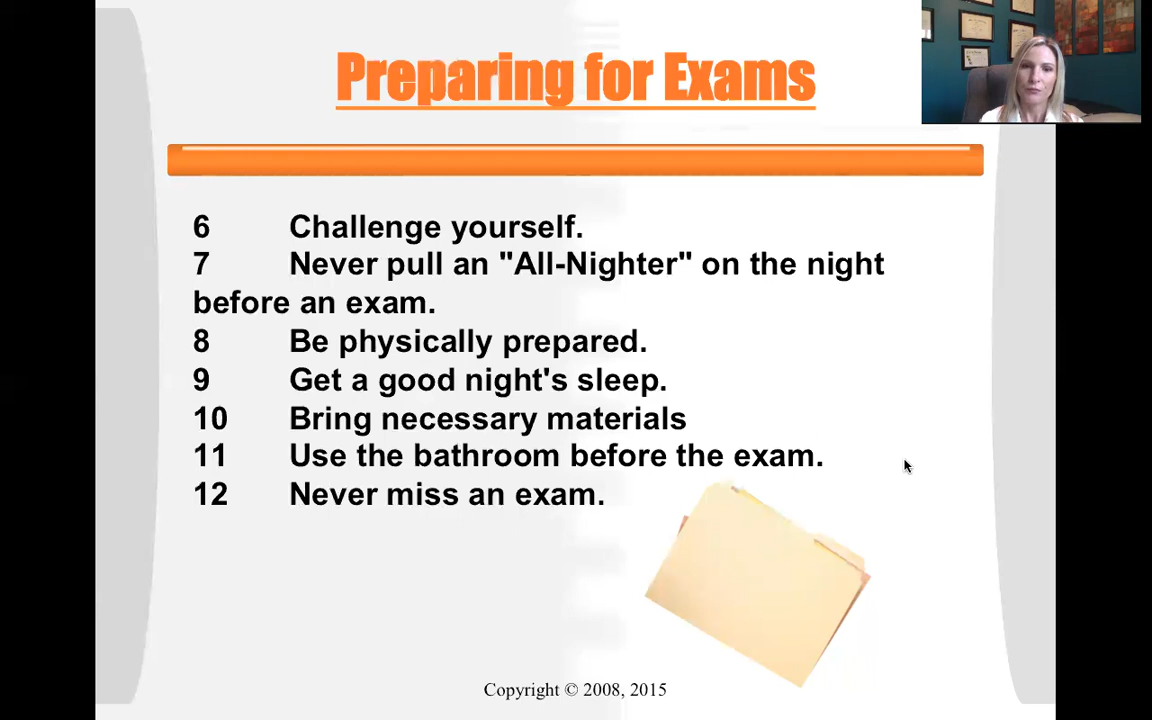 Preparing for Exams
6 Challenge yourself.
7 Never pull an "All-Nighter" on the night
before an exam.
8 Be physically prepared.
9 Get a good night's sleep.
10 Bring necessary materials
11 Use the bathroom before the exam.
12 Never miss an exam.
Copyright © 2008, 2015